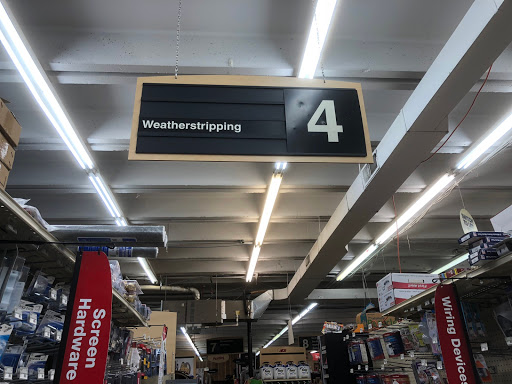 Weatherstripping
4
Screen
Hardware
Wiring Devices